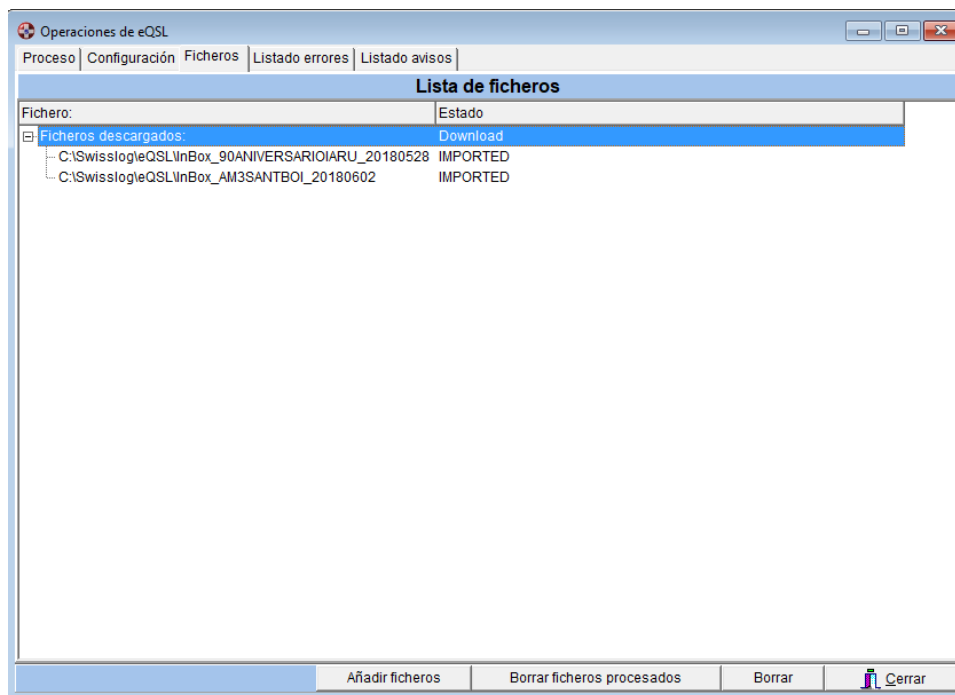 Operaciones de eQSL
Proceso Configuración Ficheros Listado errores Listado avisos
Lista de ficheros
Fichero: Estado
Ficheros descargados: Download
C:\Swisslog\eQSL\InBox_90ANIVERSARIOIARU_20180528 IMPORTED
C:\Swisslog\eQSL\InBox_AM3SANTBOI_20180602 IMPORTED
Añadir ficheros Borrar ficheros procesados Borrar Cerrar